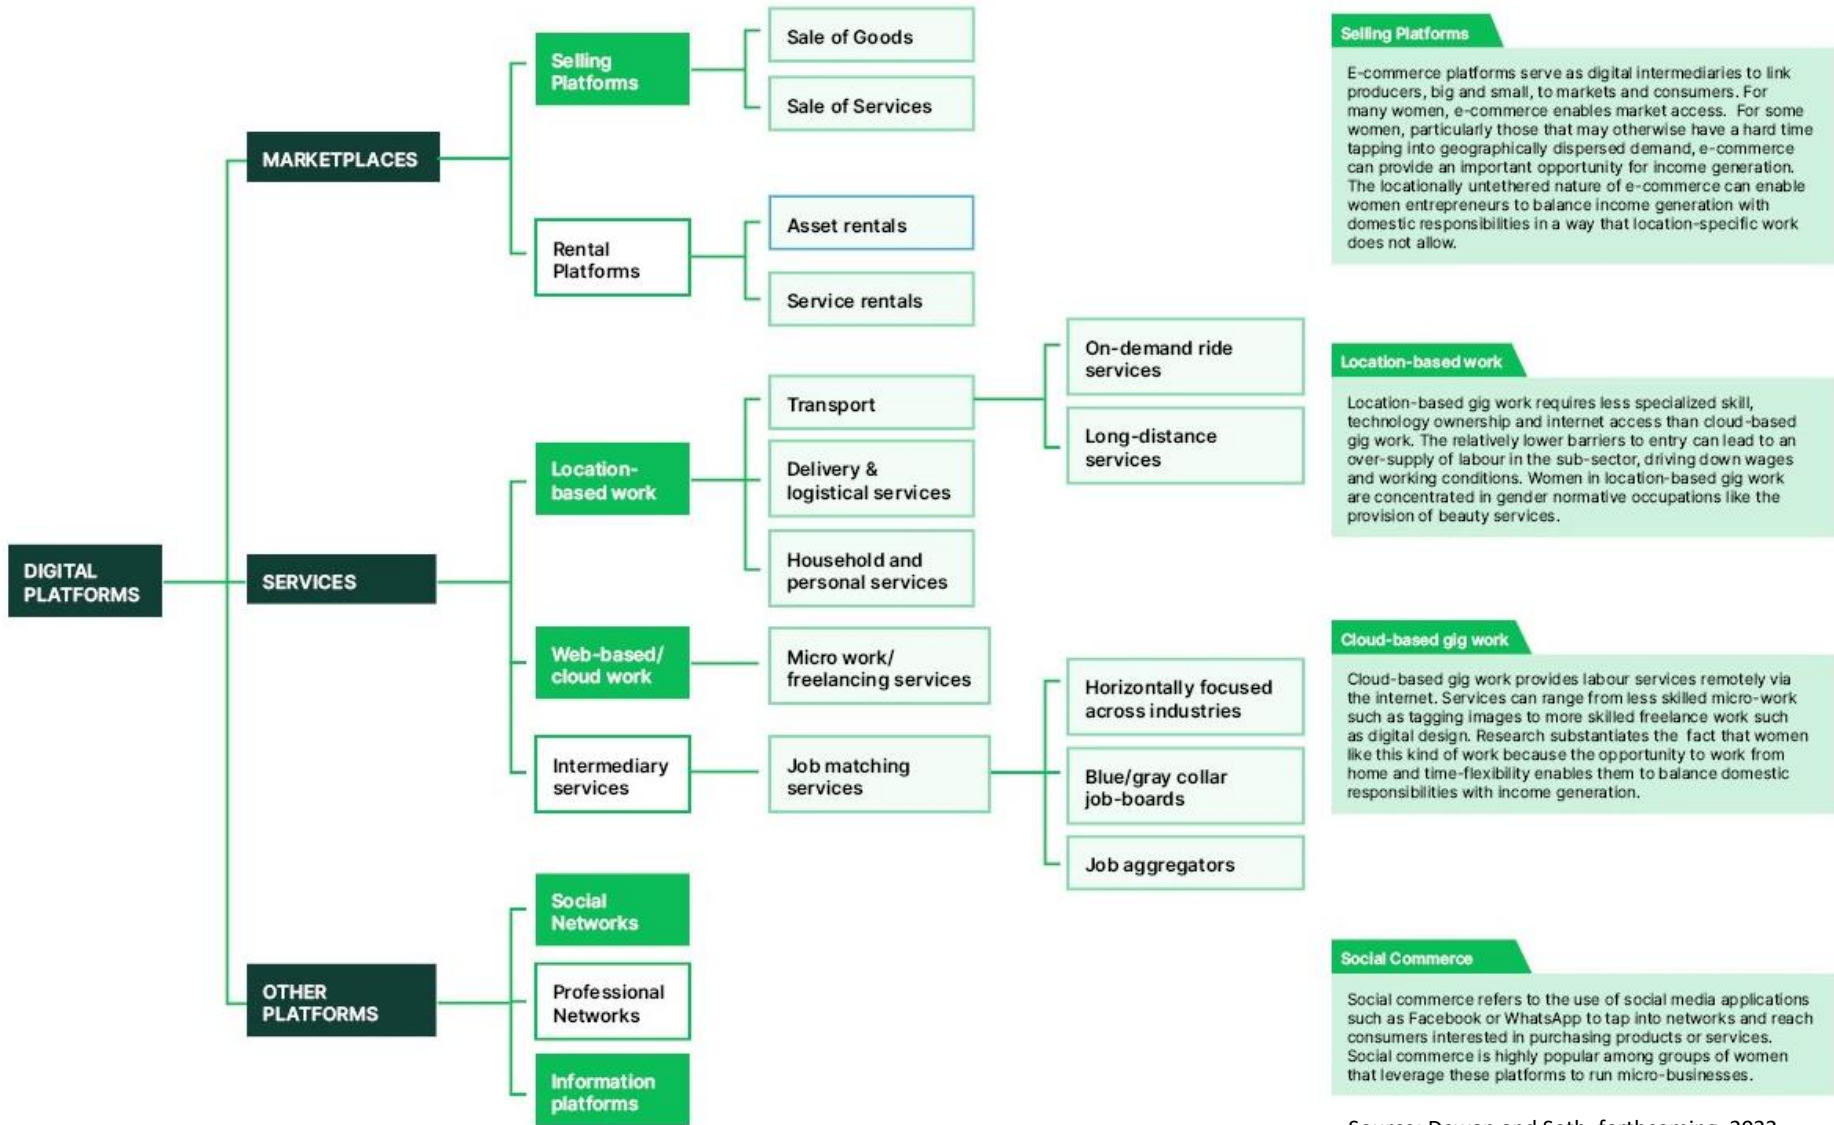 DIGITAL
PLATFORMS
MARKETPLACES
Selling
Platforms
Sale of Goods
Sale of Services
Rental
Platforms
Asset rentals
Service rentals
SERVICES
Location-
based work
Transport
On-demand ride
services
Long-distance
services
Delivery &
logistical services
Household and
personal services
Web-based/
cloud work
Micro work/
freelancing services
Intermediary
services
Job matching
services
Horizontally focused
across industries
Blue/gray collar
job-boards
Job aggregators
OTHER
PLATFORMS
Social
Networks
Professional
Networks
Information
platforms
Selling Platforms
E-commerce platforms serve as digital intermediaries to link
producers, big and small, to markets and consumers. For
many women, e-commerce enables market access. For some
women, particularly those that may otherwise have a hard time
tapping into geographically dispersed demand, e-commerce
can provide an important opportunity for income generation.
The locationally untethered nature of e-commerce can enable
women entrepreneurs to balance income generation with
domestic responsibilities in a way that location-specific work
does not allow.
Location-based work
Location-based gig work requires less specialized skill,
technology ownership and internet access than cloud-based
gig work. The relatively lower barriers to entry can lead to an
over-supply of labour in the sub-sector, driving down wages
and working conditions. Women in location-based gig work
are concentrated in gender normative occupations like the
provision of beauty services.
Cloud-based gig work
Cloud-based gig work provides labour services remotely via
the internet. Services can range from less skilled micro-work
such as tagging images to more skilled freelance work such
as digital design. Research substantiates the fact that women
like this kind of work because the opportunity to work from
home and time-flexibility enables them to balance domestic
responsibilities with income generation.
Social Commerce
Social commerce refers to the use of social media applications
such as Facebook or WhatsApp to tap into networks and reach
consumers interested in purchasing products or services.
Social commerce is highly popular among groups of women
that leverage these platforms to run micro-businesses.
Source: Dewan and Seth, forthcoming